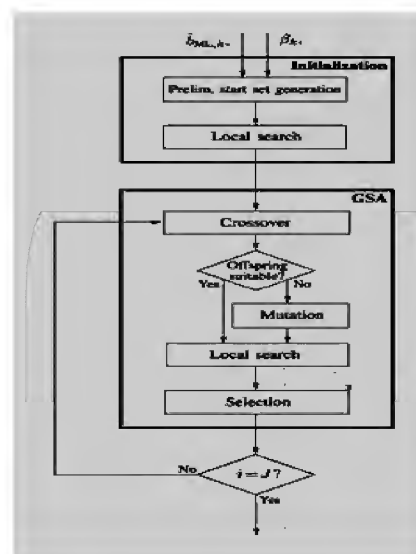 β
Initialization
Prelim. start set generation
Local search
GSA
Crossover
Offspring
suitable?
Yes
No
Mutation
Local search
Selection
No
i = J ?
Yes